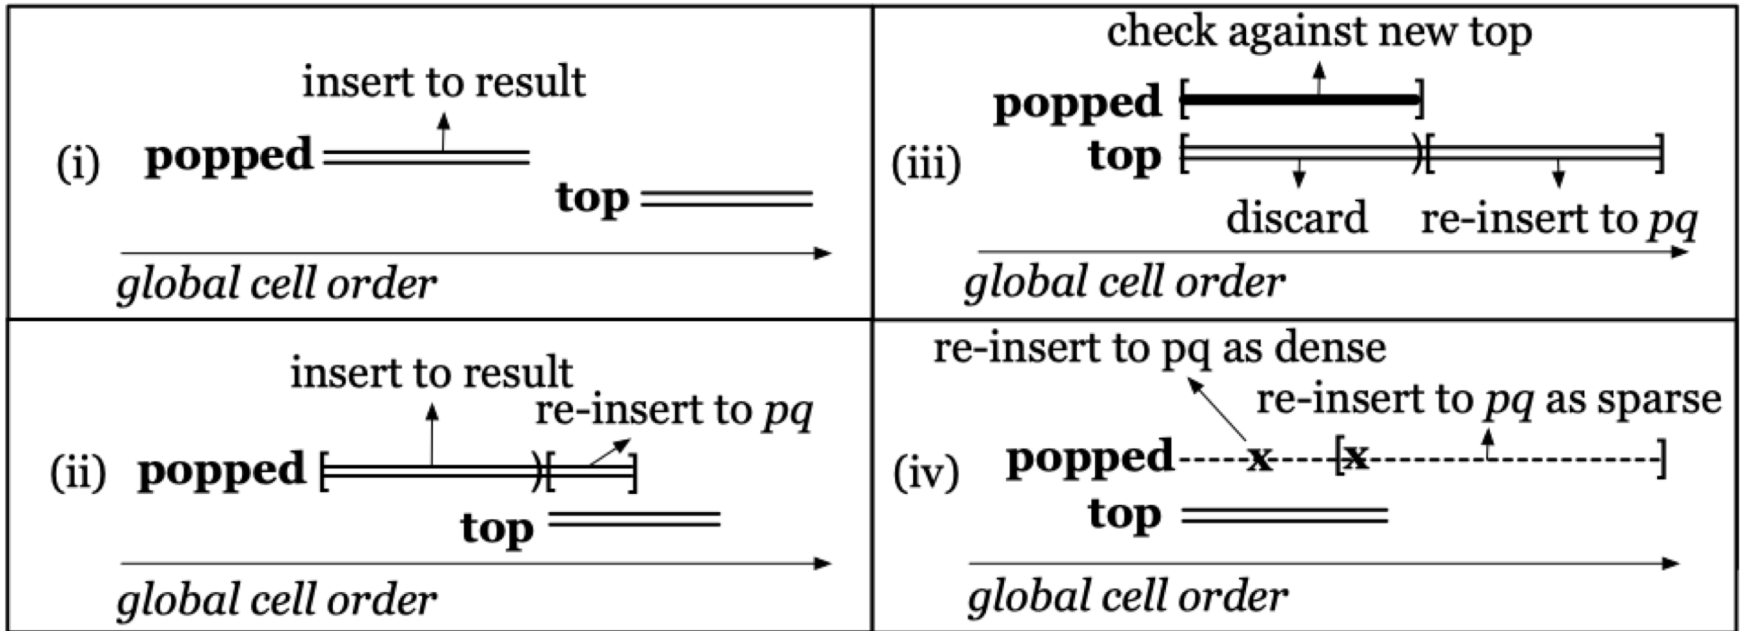 (i)
insert to result
popped
top
global cell order
(iii)
check against new top
popped [ ]
top [ )[ ]
discard re-insert to pq
global cell order
(ii)
insert to result
re-insert to pq
popped [ )[ ]
top
global cell order
(iv)
re-insert to pq as dense
re-insert to pq as sparse
popped x [x ]
top
global cell order